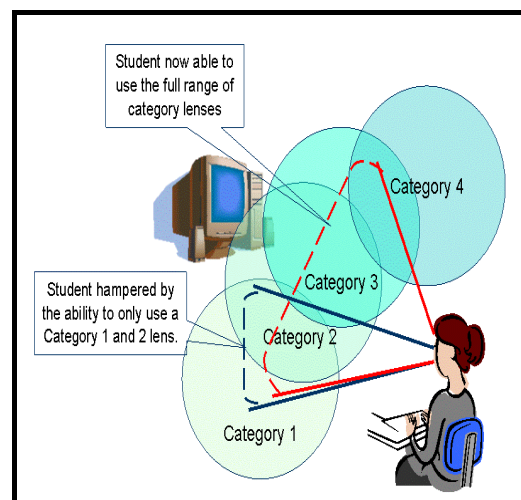 Student now able to
use the full range of
category lenses
Category 4
Category 3
Student hampered by
the ability to only use a
Category 1 and 2 lens.
Category 2
Category 1